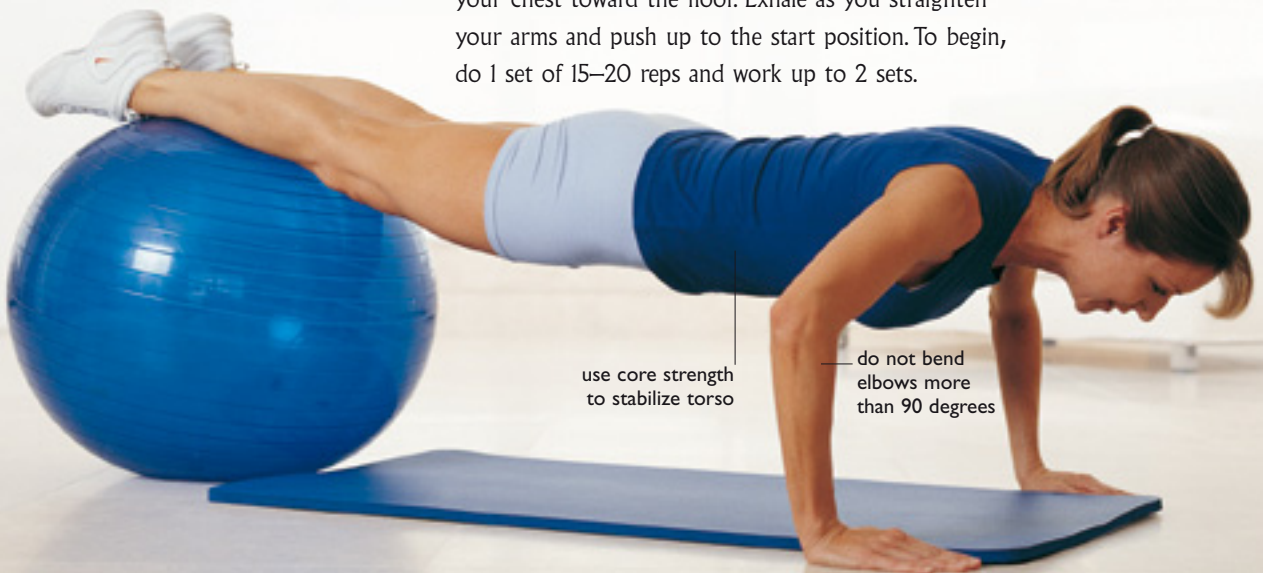 your chest toward the floor. Exhale as you straighten
your arms and push up to the start position. To begin,
do 1 set of 15–20 reps and work up to 2 sets.
use core strength
to stabilize torso
do not bend
elbows more
than 90 degrees